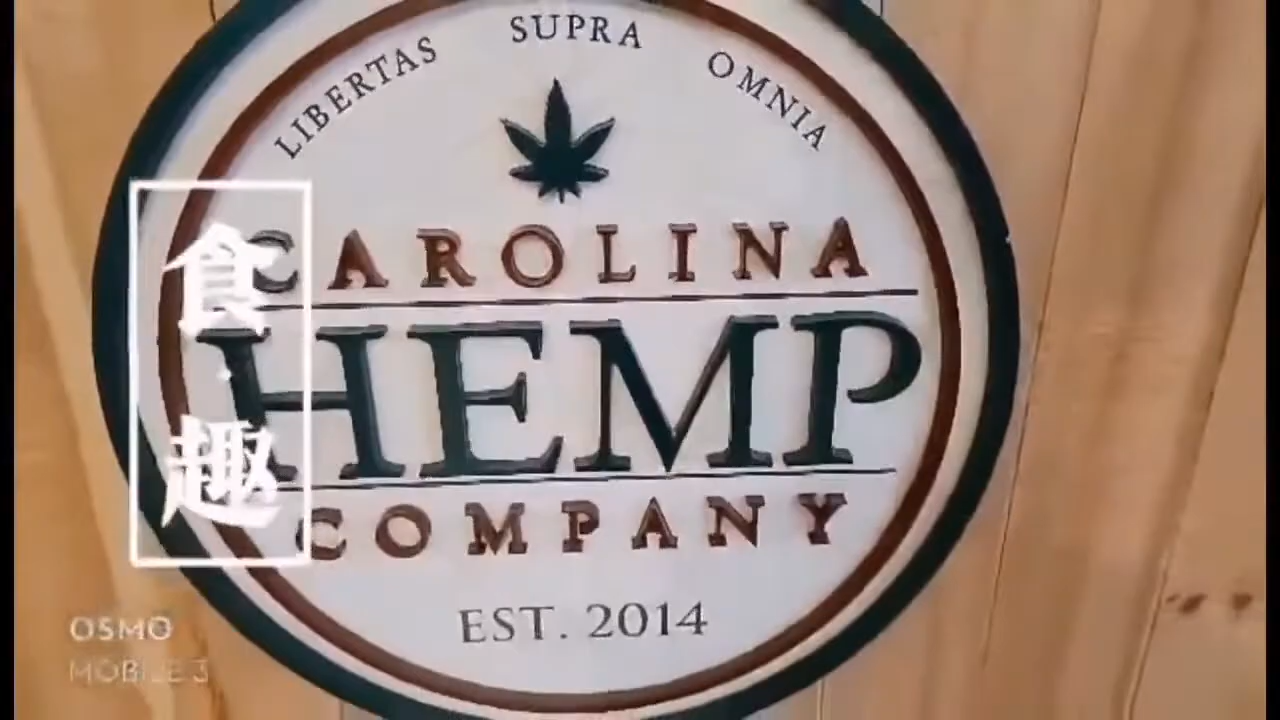 LIBERTAS SUPRA OMNIA
CAROLINA
HEMP
COMPANY
EST. 2014
食·趣
OSMO
MOBILE 3